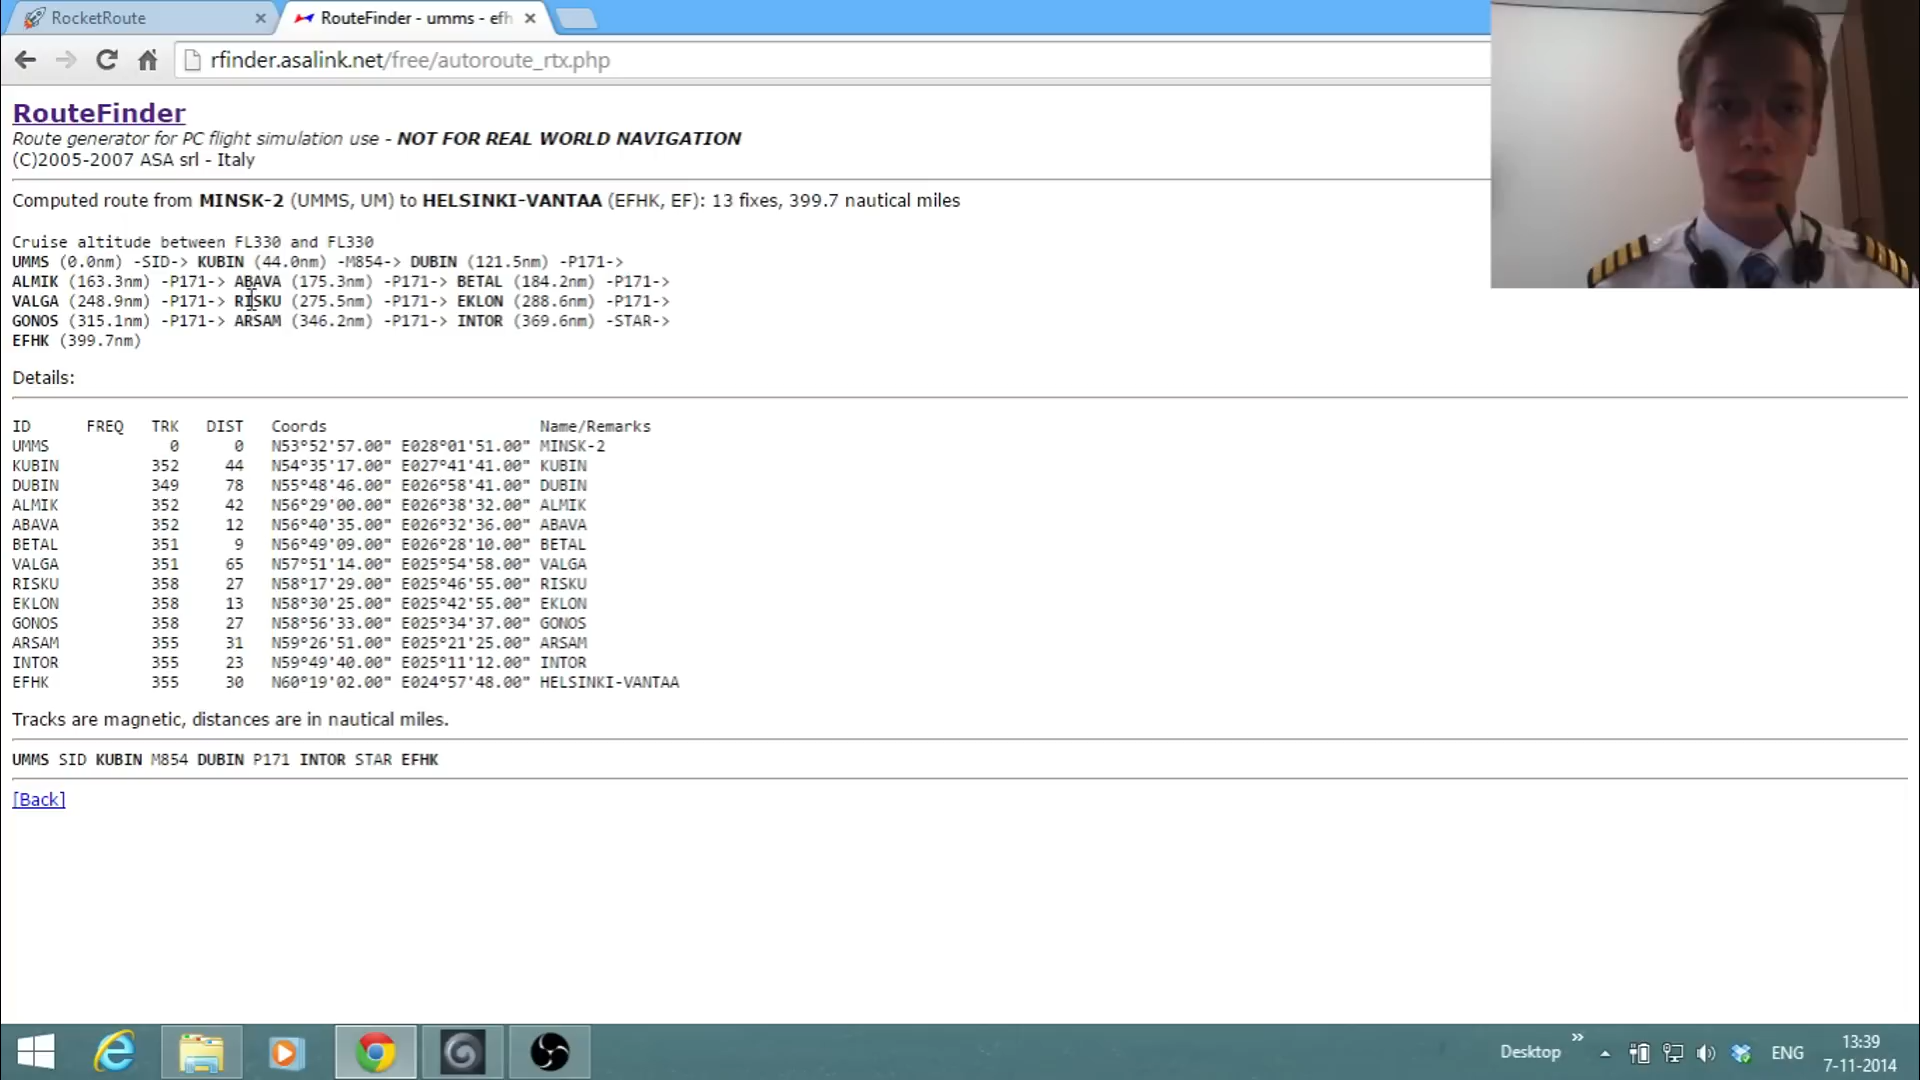 RocketRoute
RouteFinder - umms - efh
rfinder.asalink.net/free/autoroute_rtx.php
RouteFinder
Route generator for PC flight simulation use - NOT FOR REAL WORLD NAVIGATION
(C)2005-2007 ASA srl - Italy
Computed route from MINSK-2 (UMMS, UM) to HELSINKI-VANTAA (EFHK, EF): 13 fixes, 399.7 nautical miles
Cruise altitude between FL330 and FL330
UMMS (0.0nm) -SID-> KUBIN (44.0nm) -M854-> DUBIN (121.5nm) -P171->
ALMIK (163.3nm) -P171-> ABAVA (175.3nm) -P171-> BETAL (184.2nm) -P171->
VALGA (248.9nm) -P171-> RISKU (275.5nm) -P171-> EKLON (288.6nm) -P171->
GONOS (315.1nm) -P171-> ARSAM (346.2nm) -P171-> INTOR (369.6nm) -STAR->
EFHK (399.7nm)
Details:
ID FREQ TRK DIST Coords Name/Remarks
UMMS 0 0 N53°52'57.00" E028°01'51.00" MINSK-2
KUBIN 352 44 N54°35'17.00" E027°41'41.00" KUBIN
DUBIN 349 78 N55°48'46.00" E026°58'41.00" DUBIN
ALMIK 352 42 N56°29'00.00" E026°38'32.00" ALMIK
ABAVA 352 12 N56°40'35.00" E026°32'36.00" ABAVA
BETAL 351 9 N56°49'09.00" E026°28'10.00" BETAL
VALGA 351 65 N57°51'14.00" E025°54'58.00" VALGA
RISKU 358 27 N58°17'29.00" E025°46'55.00" RISKU
EKLON 358 13 N58°30'25.00" E025°42'55.00" EKLON
GONOS 358 27 N58°56'33.00" E025°34'37.00" GONOS
ARSAM 355 31 N59°26'51.00" E025°21'25.00" ARSAM
INTOR 355 23 N59°49'40.00" E025°11'12.00" INTOR
EFHK 355 30 N60°19'02.00" E024°57'48.00" HELSINKI-VANTAA
Tracks are magnetic, distances are in nautical miles.
UMMS SID KUBIN M854 DUBIN P171 INTOR STAR EFHK
[Back]
Desktop
ENG
13:39
7-11-2014